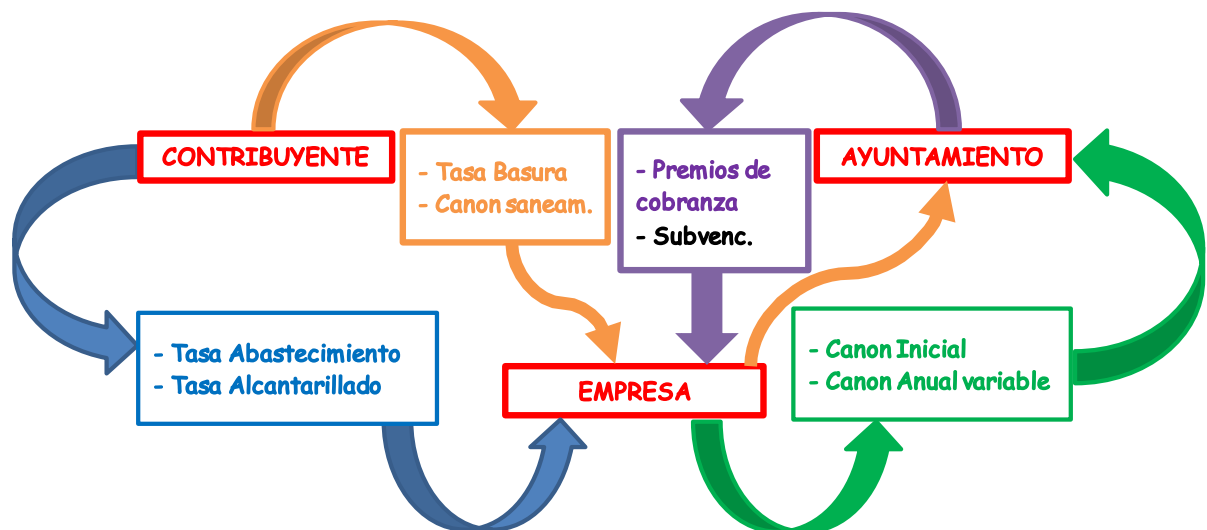 CONTRIBUYENTE
- Tasa Basura
- Canon saneam.
- Premios de
cobranza
- Subvenc.
AYUNTAMIENTO
- Tasa Abastecimiento
- Tasa Alcantarillado
EMPRESA
- Canon Inicial
- Canon Anual variable